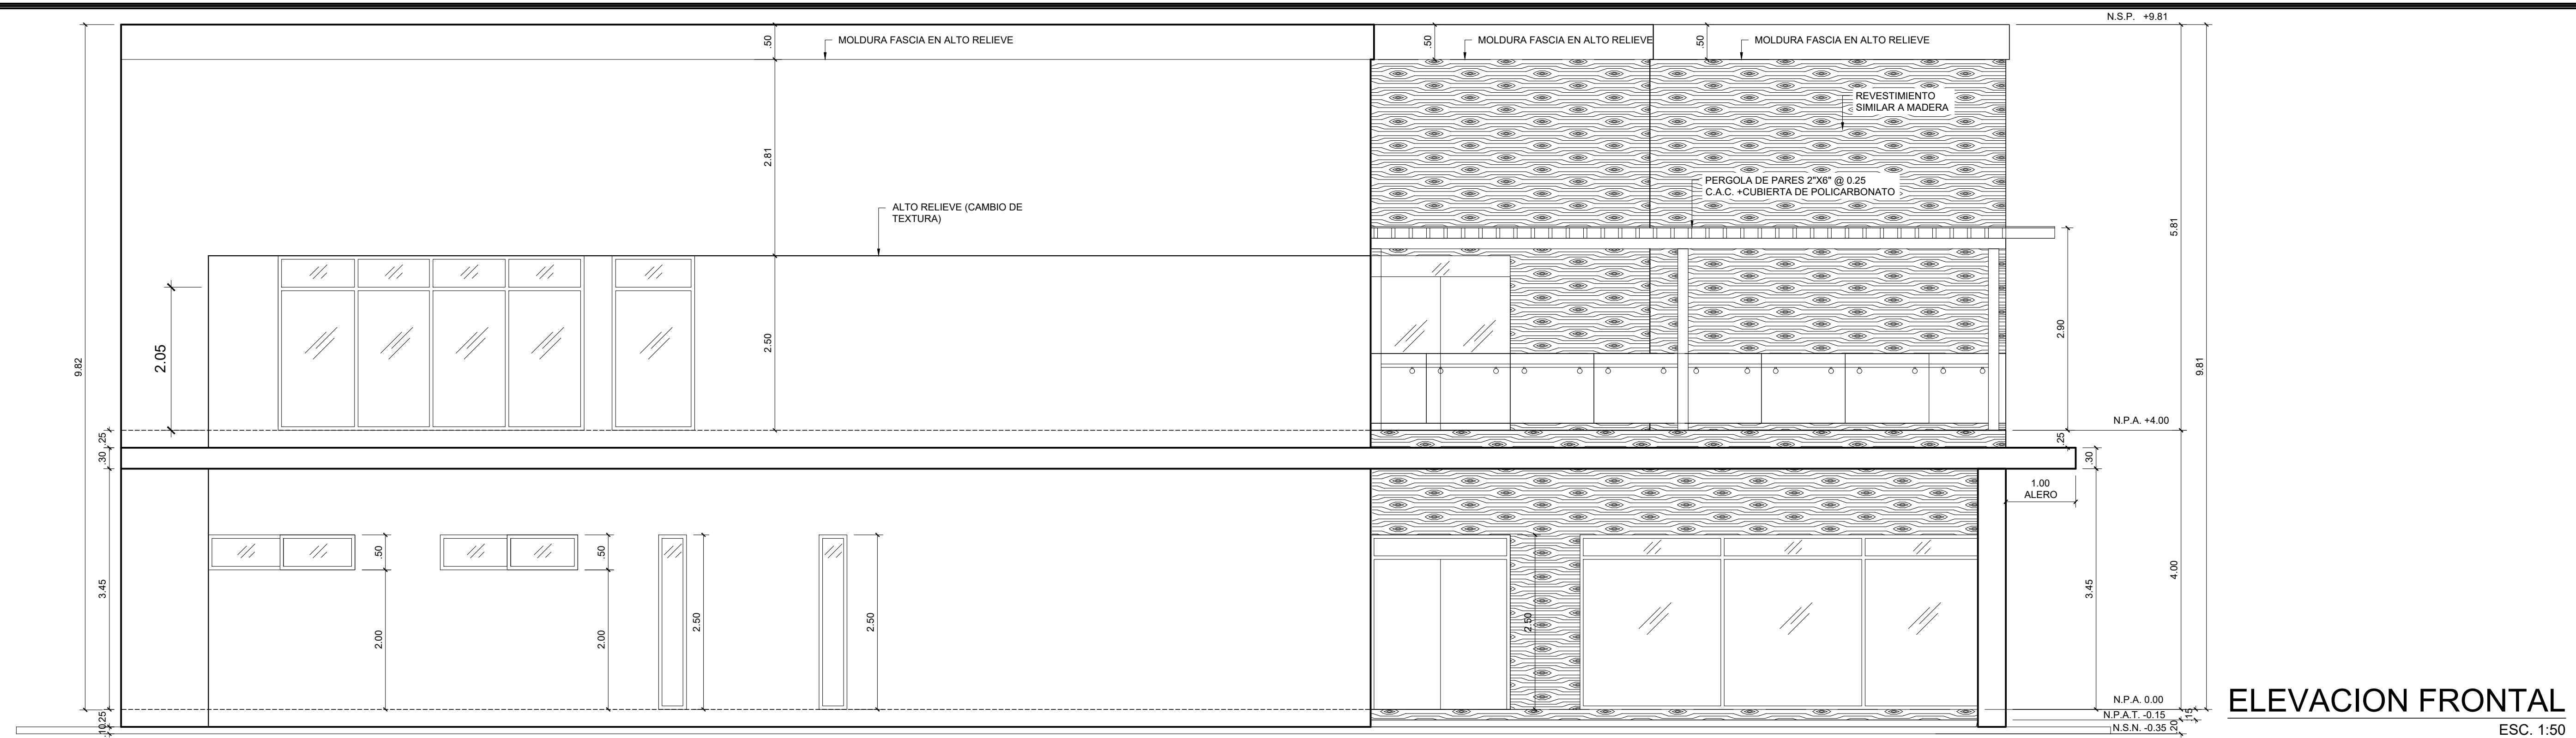 N.S.P. +9.81
.50
MOLDURA FASCIA EN ALTO RELIEVE
.50
MOLDURA FASCIA EN ALTO RELIEVE
.50
MOLDURA FASCIA EN ALTO RELIEVE
REVESTIMIENTO
SIMILAR A MADERA
2.81
PERGOLA DE PARES 2"X6" @ 0.25
C.A.C. +CUBIERTA DE POLICARBONATO
ALTO RELIEVE (CAMBIO DE
TEXTURA)
5.81
9.82
2.05
2.50
2.90
9.81
N.P.A. +4.00
.25
.30
.25
.30
1.00
ALERO
3.45
.50
2.00
.50
2.00
2.50
2.50
2.50
3.45
4.00
N.P.A. 0.00
N.P.A.T. -0.15
N.S.N. -0.35
.15
.20
.25
.10
ELEVACION FRONTAL
ESC. 1:50